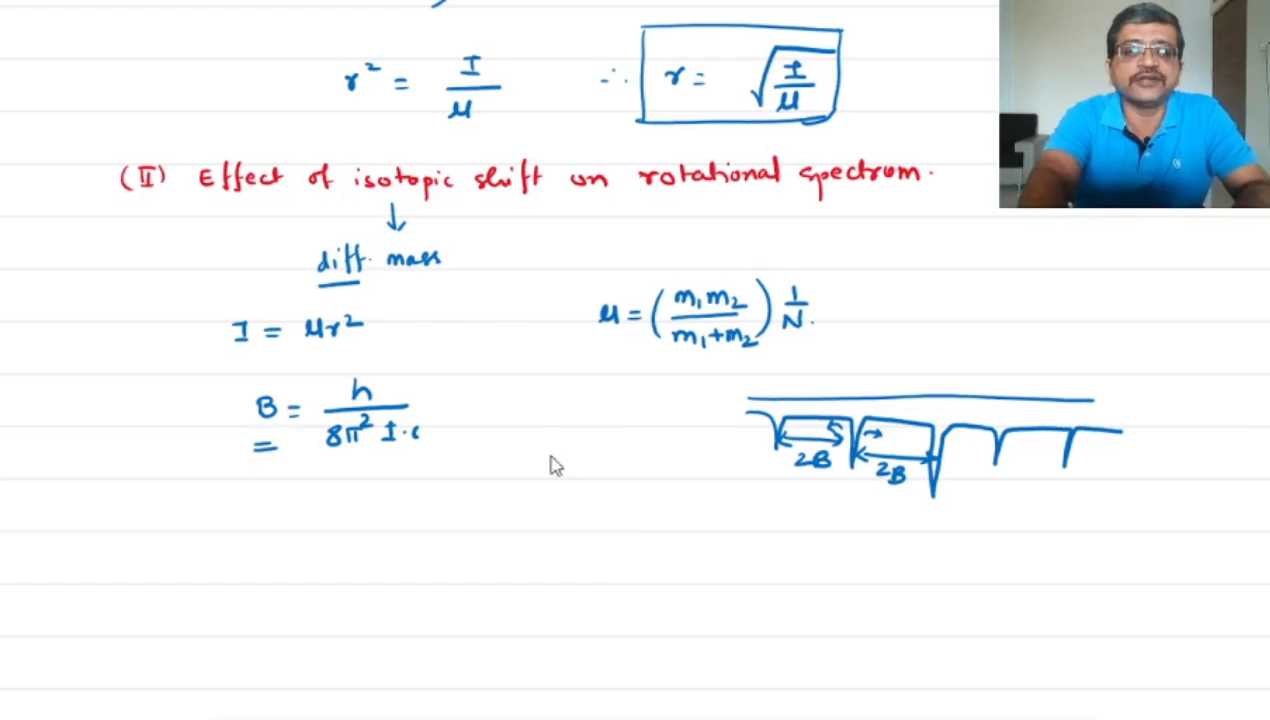 r² = I/μ ∴ r = √(I/μ)
(II) Effect of isotopic shift on rotational spectrum.
↓
diff. mass
I = μr² μ = (m₁m₂/m₁+m₂) 1/N.
B = h/8π² I·c
2B 2B